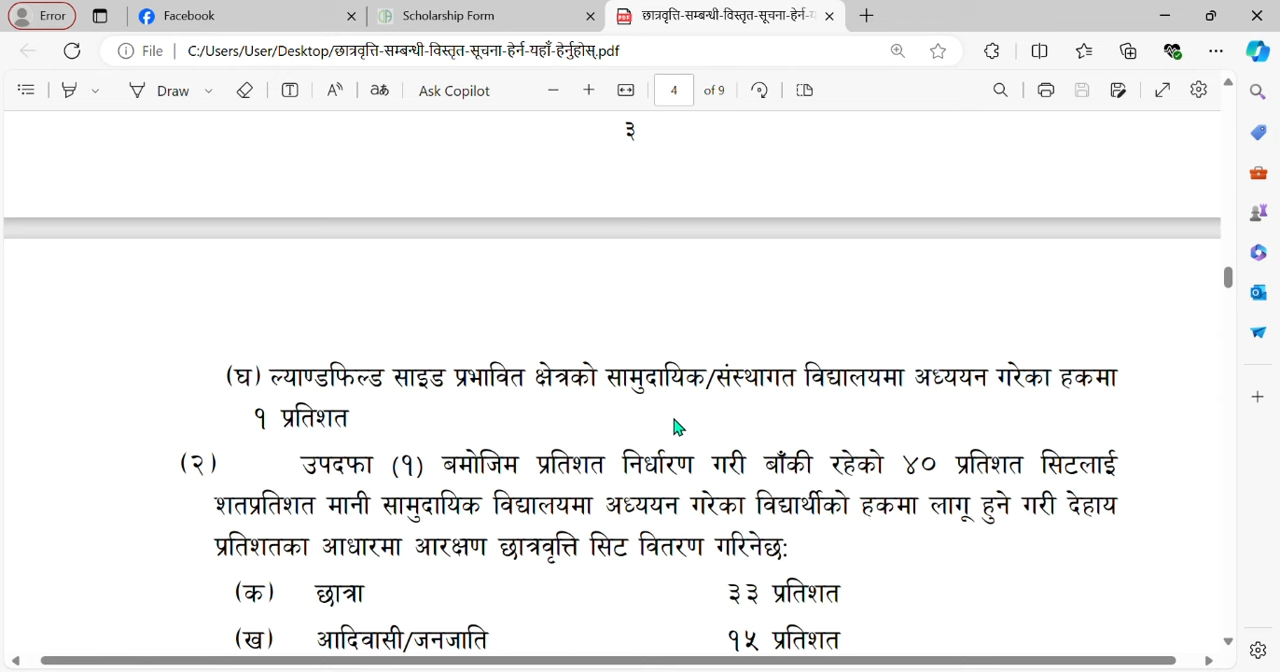 Error
Facebook
Scholarship Form
छात्रवृत्ति-सम्बन्धी-विस्तृत-सूचना-हेर्न-य
File
C:/Users/User/Desktop/छात्रवृत्ति-सम्बन्धी-विस्तृत-सूचना-हेर्न-यहाँ-हेर्नुहोस्.pdf
Draw
Ask Copilot
4
of 9
३
(घ) ल्याण्डफिल्ड साइड प्रभावित क्षेत्रको सामुदायिक/संस्थागत विद्यालयमा अध्ययन गरेका हकमा
१ प्रतिशत
(२) उपदफा (१) बमोजिम प्रतिशत निर्धारण गरी बाँकी रहेको ४० प्रतिशत सिटलाई
शतप्रतिशत मानी सामुदायिक विद्यालयमा अध्ययन गरेका विद्यार्थीको हकमा लागू हुने गरी देहाय
प्रतिशतका आधारमा आरक्षण छात्रवृत्ति सिट वितरण गरिनेछ:
(क) छात्रा ३३ प्रतिशत
(ख) आदिवासी/जनजाति १५ प्रतिशत